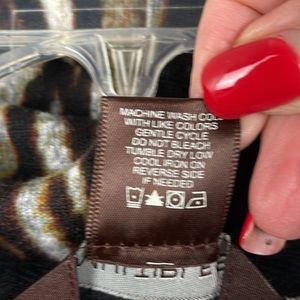 MACHINE WASH COLD
WITH LIKE COLORS
GENTLE CYCLE
DO NOT BLEACH
TUMBLE DRY LOW
COOL IRON ON
REVERSE SIDE
IF NEEDED